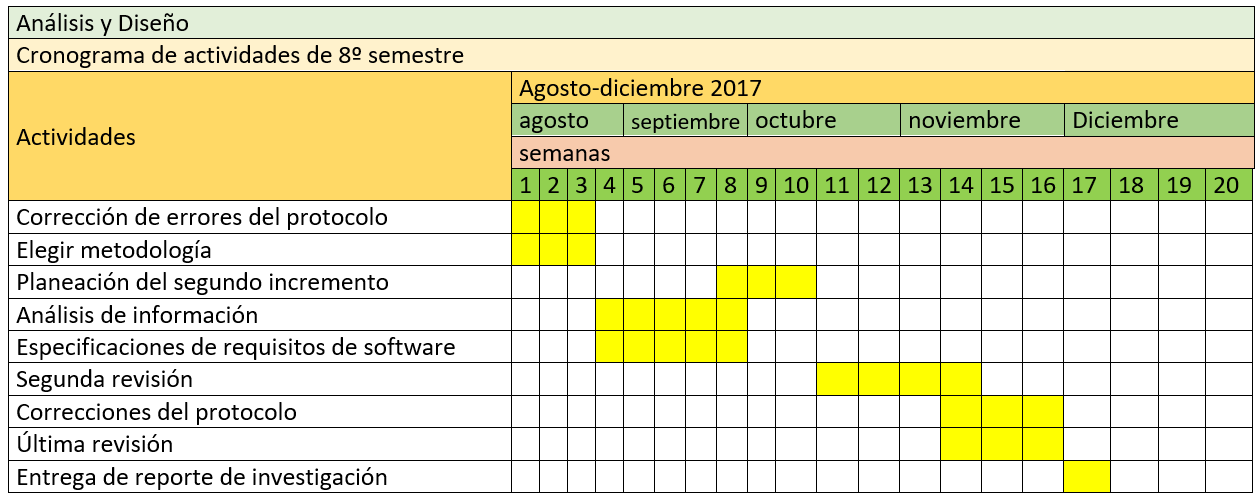 Análisis y Diseño
Cronograma de actividades de 8º semestre
Actividades
Agosto-diciembre 2017
agosto septiembre octubre noviembre Diciembre
semanas
1 2 3 4 5 6 7 8 9 10 11 12 13 14 15 16 17 18 19 20
Corrección de errores del protocolo
Elegir metodología
Planeación del segundo incremento
Análisis de información
Especificaciones de requisitos de software
Segunda revisión
Correcciones del protocolo
Última revisión
Entrega de reporte de investigación